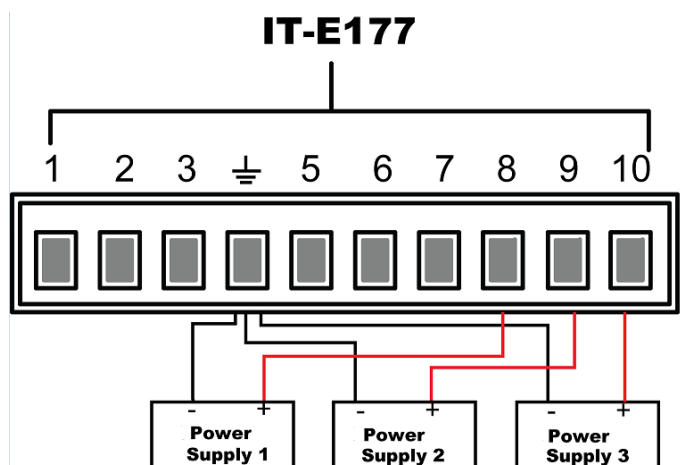 IT-E177
1 2 3 ⏚ 5 6 7 8 9 10
- + - + - +
Power Power Power
Supply 1 Supply 2 Supply 3